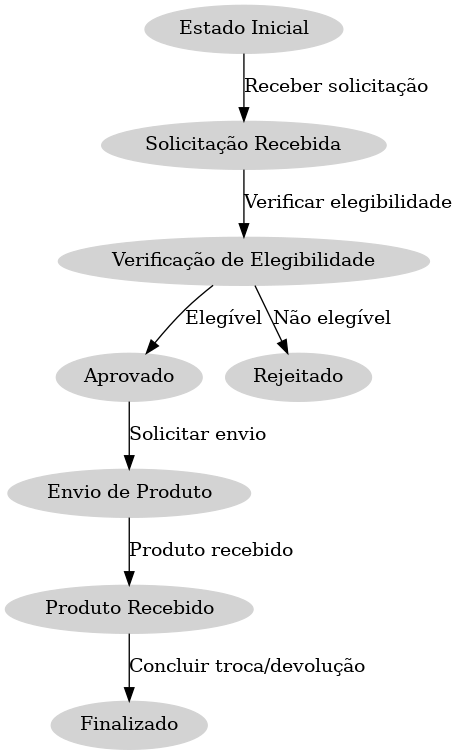 Estado Inicial
Receber solicitação
Solicitação Recebida
Verificar elegibilidade
Verificação de Elegibilidade
Elegível
Não elegível
Aprovado
Rejeitado
Solicitar envio
Envio de Produto
Produto recebido
Produto Recebido
Concluir troca/devolução
Finalizado